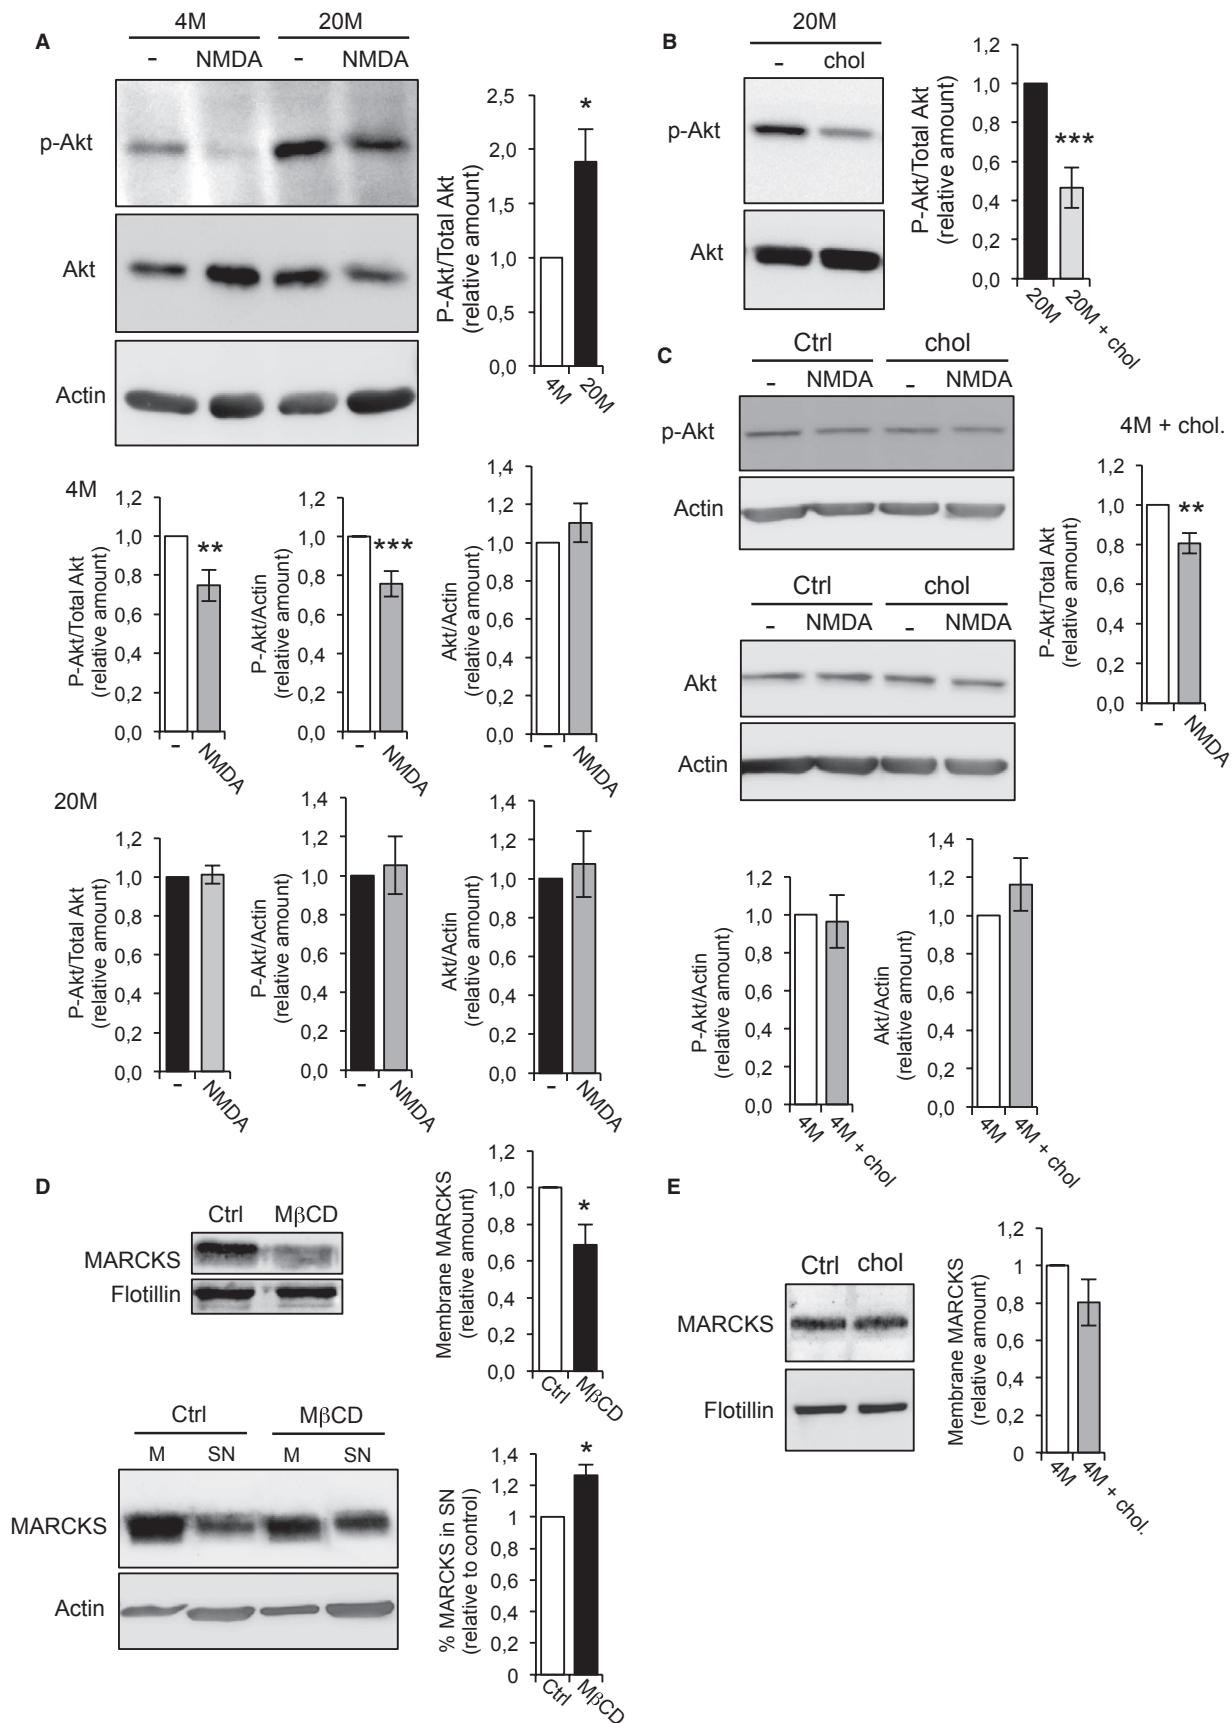 A
4M 20M
- NMDA - NMDA
p-Akt
Akt
Actin
P-Akt/Total Akt
(relative amount)
2,5
2,0
1,5
1,0
0,5
0,0
*
4M 20M
4M
P-Akt/Total Akt
(relative amount)
1,2
1,0
0,8
0,6
0,4
0,2
0,0
**
- NMDA
P-Akt/Actin
(relative amount)
1,2
1,0
0,8
0,6
0,4
0,2
0,0
***
- NMDA
Akt/Actin
(relative amount)
1,4
1,2
1,0
0,8
0,6
0,4
0,2
0,0
- NMDA
20M
P-Akt/Total Akt
(relative amount)
1,2
1,0
0,8
0,6
0,4
0,2
0,0
- NMDA
P-Akt/Actin
(relative amount)
1,4
1,2
1,0
0,8
0,6
0,4
0,2
0,0
- NMDA
Akt/Actin
(relative amount)
1,4
1,2
1,0
0,8
0,6
0,4
0,2
0,0
- NMDA
B
20M
- chol
p-Akt
Akt
P-Akt/Total Akt
(relative amount)
1,2
1,0
0,8
0,6
0,4
0,2
0,0
***
20M 20M + chol
C
Ctrl chol
- NMDA - NMDA
p-Akt
Actin
Ctrl chol
- NMDA - NMDA
Akt
Actin
4M + chol.
P-Akt/Total Akt
(relative amount)
1,2
1,0
0,8
0,6
0,4
0,2
0,0
**
- NMDA
P-Akt/Actin
(relative amount)
1,2
1,0
0,8
0,6
0,4
0,2
0,0
4M 4M + chol
Akt/Actin
(relative amount)
1,4
1,2
1,0
0,8
0,6
0,4
0,2
0,0
4M 4M + chol
D
Ctrl MβCD
MARCKS
Flotillin
Membrane MARCKS
(relative amount)
1,2
1,0
0,8
0,6
0,4
0,2
0,0
*
Ctrl MβCD
Ctrl MβCD
M SN M SN
MARCKS
Actin
% MARCKS in SN
(relative to control)
1,4
1,2
1
0,8
0,6
0,4
0,2
0
*
Ctrl MβCD
E
Ctrl chol
MARCKS
Flotillin
Membrane MARCKS
(relative amount)
1,2
1
0,8
0,6
0,4
0,2
0
4M 4M + chol.